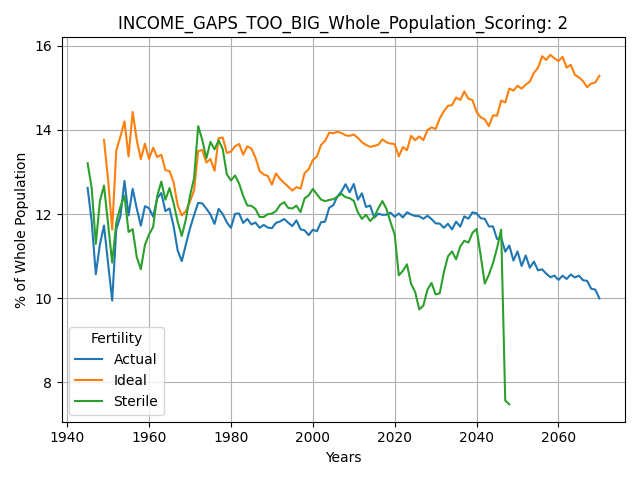 INCOME_GAPS_TOO_BIG_Whole_Population_Scoring: 2
% of Whole Population
16
14
12
10
8
Fertility
Actual
Ideal
Sterile
1940 1960 1980 2000 2020 2040 2060
Years